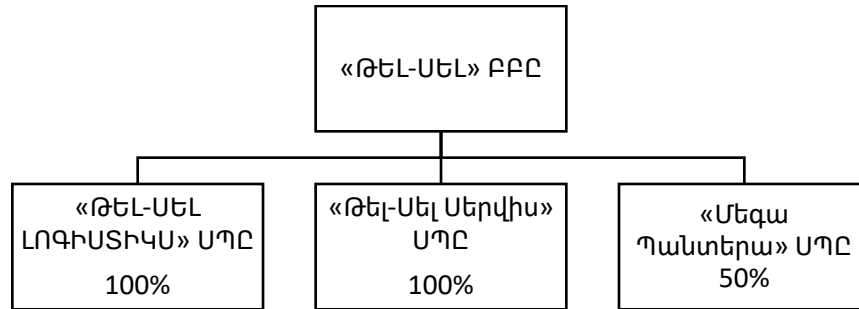 «ԹԵԼ-ՍԵԼ» ԲԲԸ
«ԹԵԼ-ՍԵԼ
ԼՈԳԻՍՏԻԿՍ» ՍՊԸ
100%
«Թել-Սել Սերվիս»
ՍՊԸ
100%
«Մեգա
Պանտերա» ՍՊԸ
50%